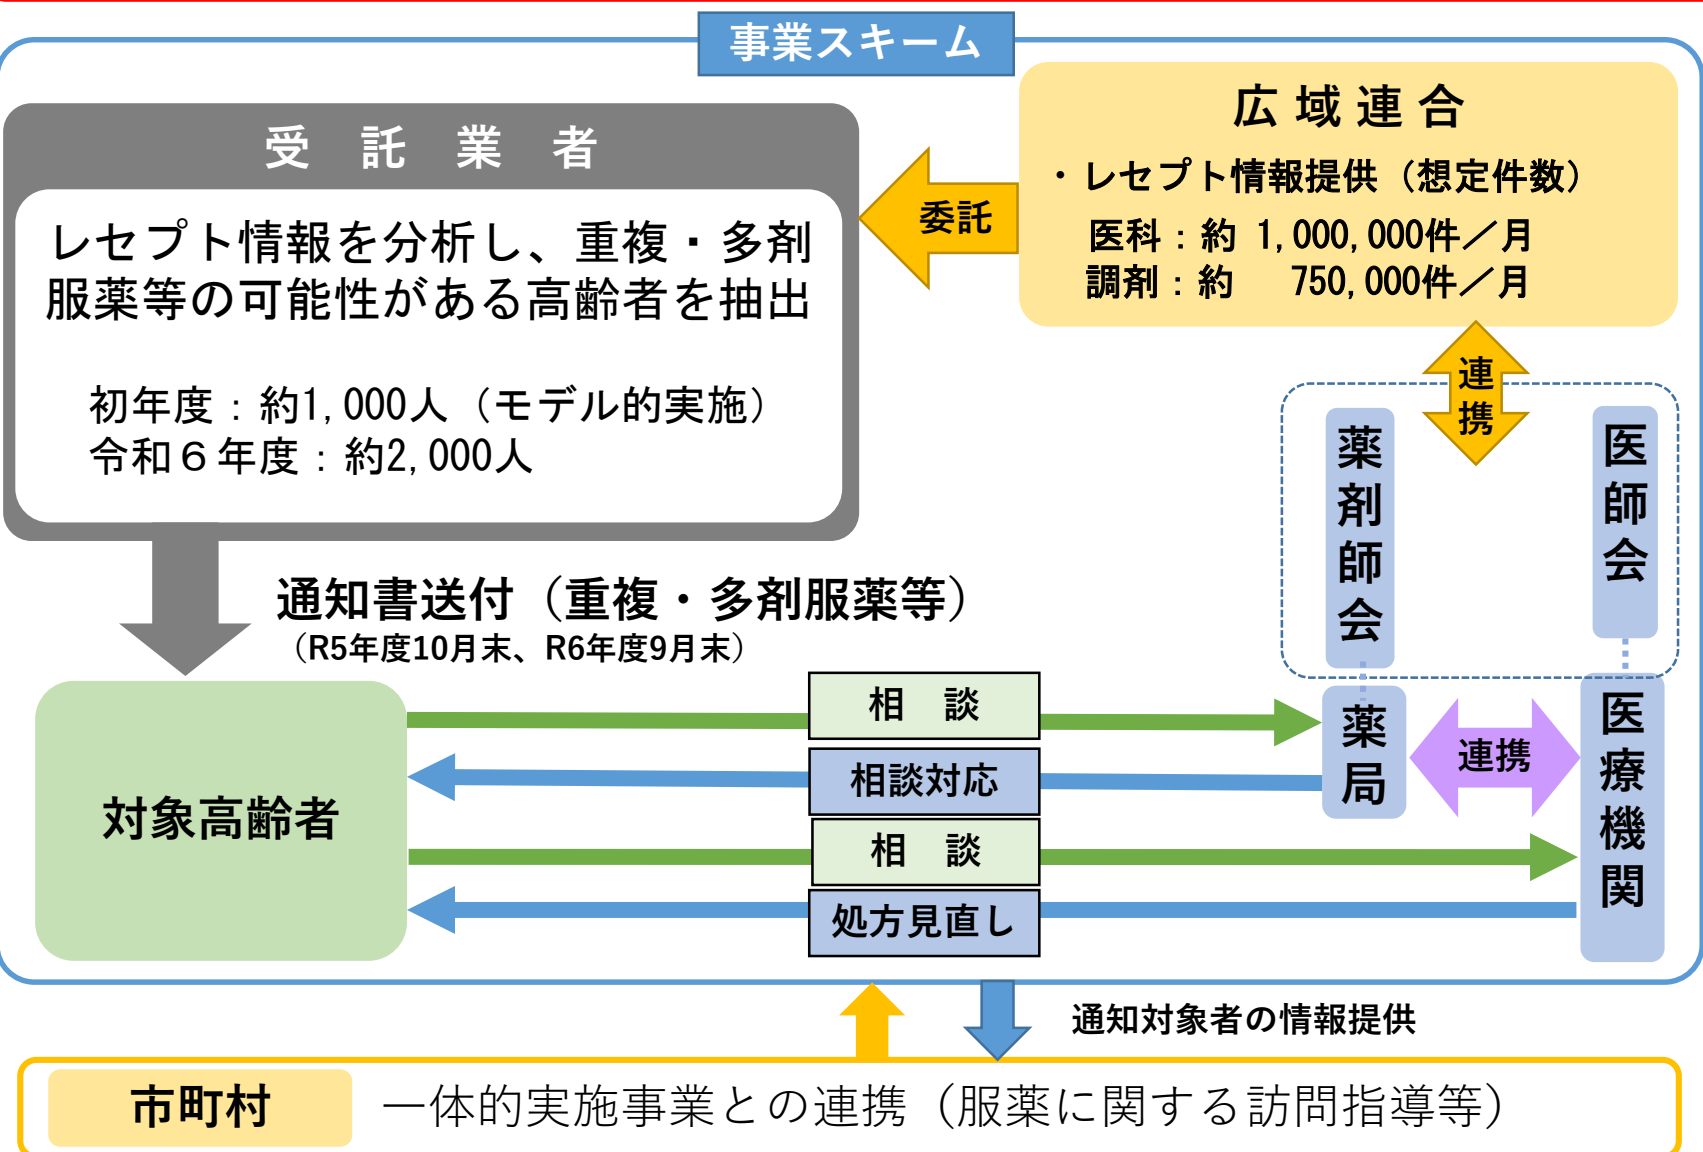 事業スキーム
受託業者
レセプト情報を分析し、重複・多剤
服薬等の可能性がある高齢者を抽出
初年度：約1,000人（モデル的実施）
令和６年度：約2,000人
委託
広域連合
・レセプト情報提供（想定件数）
医科：約 1,000,000件／月
調剤：約 750,000件／月
連携
薬剤師会
医師会
通知書送付（重複・多剤服薬等）
（R5年度10月末、R6年度9月末）
対象高齢者
相 談
相談対応
相 談
処方見直し
薬局
連携
医療機関
通知対象者の情報提供
市町村
一体的実施事業との連携（服薬に関する訪問指導等）